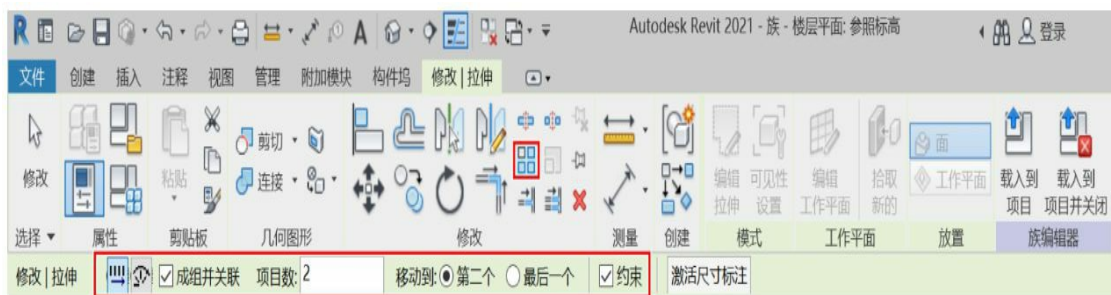 Autodesk Revit 2021 - 族 - 楼层平面: 参照标高 登录
文件 创建 插入 注释 视图 管理 附加模块 构件坞 修改 | 拉伸
修改 粘贴 剪切 连接 编辑拉伸 可见性设置 编辑工作平面 拾取新的 面 工作平面 载入到项目 载入到项目并关闭
选择 属性 剪贴板 几何图形 修改 测量 创建 模式 工作平面 放置 族编辑器
修改 | 拉伸 成组并关联 项目数: 2 移动到: 第二个 最后一个 约束 激活尺寸标注